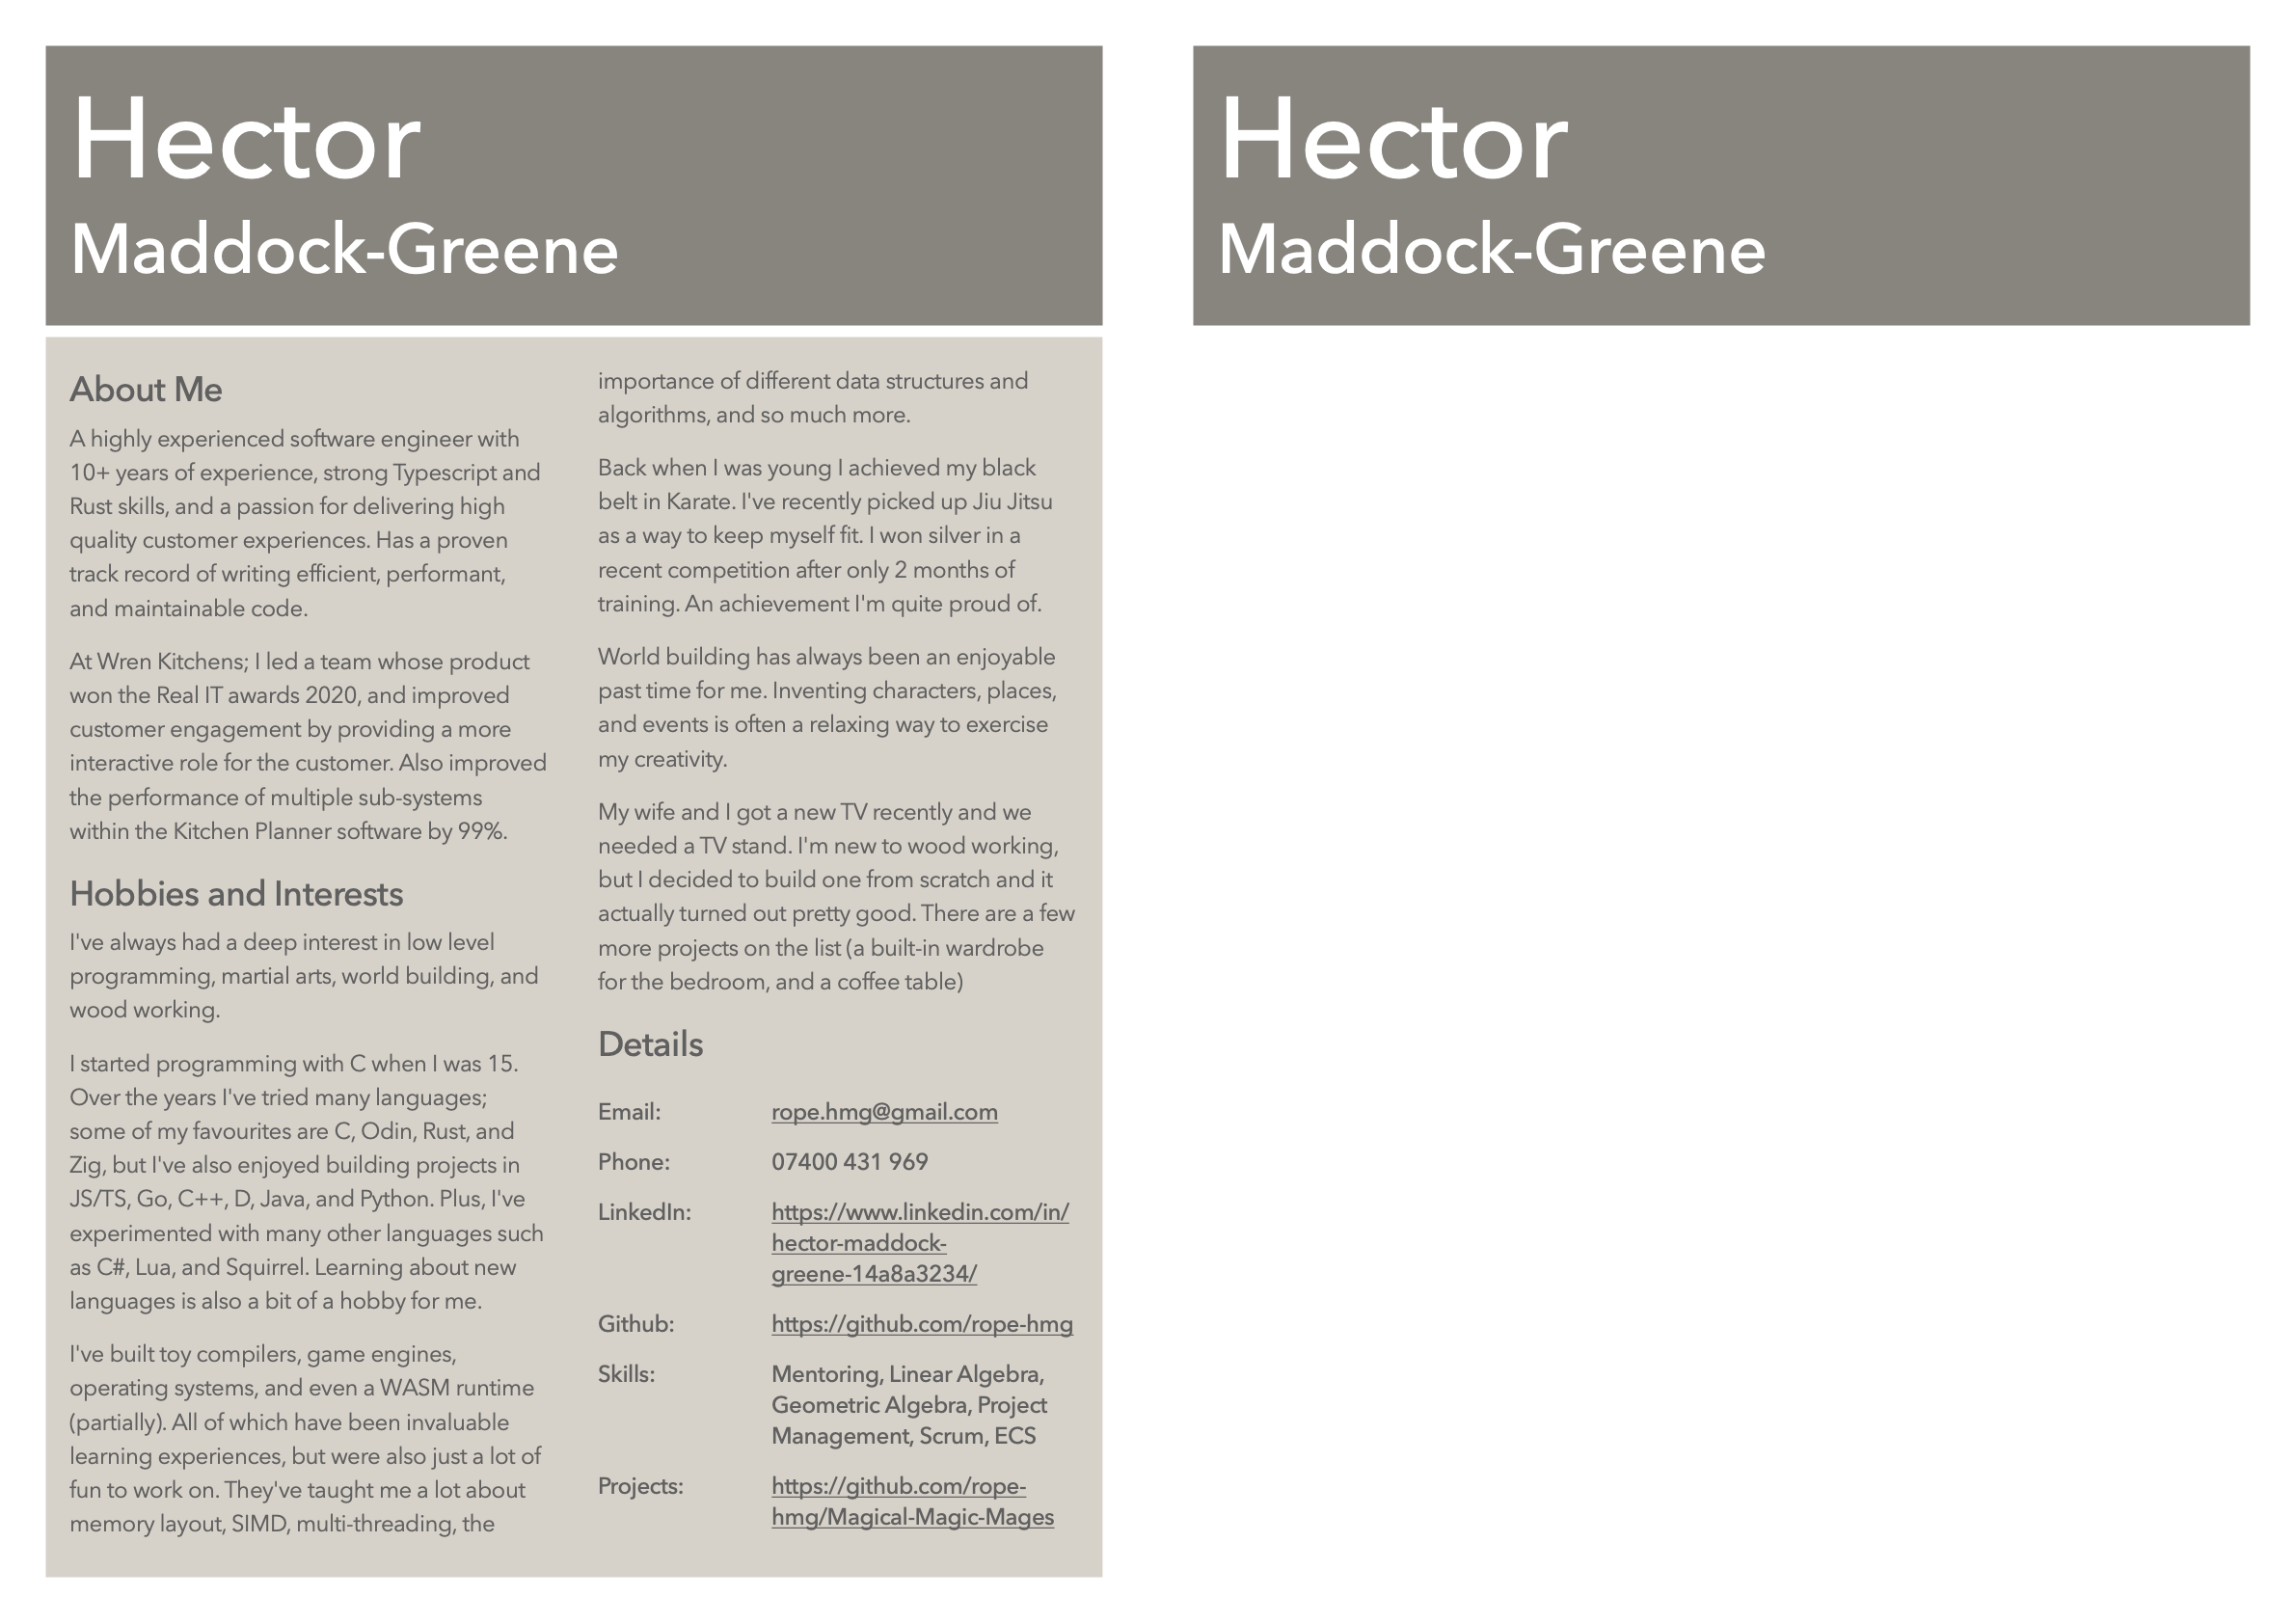 Hector
Maddock-Greene
About Me
A highly experienced software engineer with
10+ years of experience, strong Typescript and
Rust skills, and a passion for delivering high
quality customer experiences. Has a proven
track record of writing efficient, performant,
and maintainable code.
At Wren Kitchens; I led a team whose product
won the Real IT awards 2020, and improved
customer engagement by providing a more
interactive role for the customer. Also improved
the performance of multiple sub-systems
within the Kitchen Planner software by 99%.
Hobbies and Interests
I've always had a deep interest in low level
programming, martial arts, world building, and
wood working.
I started programming with C when I was 15.
Over the years I've tried many languages;
some of my favourites are C, Odin, Rust, and
Zig, but I've also enjoyed building projects in
JS/TS, Go, C++, D, Java, and Python. Plus, I've
experimented with many other languages such
as C#, Lua, and Squirrel. Learning about new
languages is also a bit of a hobby for me.
I've built toy compilers, game engines,
operating systems, and even a WASM runtime
(partially). All of which have been invaluable
learning experiences, but were also just a lot of
fun to work on. They've taught me a lot about
memory layout, SIMD, multi-threading, the
importance of different data structures and
algorithms, and so much more.
Back when I was young I achieved my black
belt in Karate. I've recently picked up Jiu Jitsu
as a way to keep myself fit. I won silver in a
recent competition after only 2 months of
training. An achievement I'm quite proud of.
World building has always been an enjoyable
past time for me. Inventing characters, places,
and events is often a relaxing way to exercise
my creativity.
My wife and I got a new TV recently and we
needed a TV stand. I'm new to wood working,
but I decided to build one from scratch and it
actually turned out pretty good. There are a few
more projects on the list (a built-in wardrobe
for the bedroom, and a coffee table)
Details
Email: rope.hmg@gmail.com
Phone: 07400 431 969
LinkedIn: https://www.linkedin.com/in/
hector-maddock-
greene-14a8a3234/
Github: https://github.com/rope-hmg
Skills: Mentoring, Linear Algebra,
Geometric Algebra, Project
Management, Scrum, ECS
Projects: https://github.com/rope-
hmg/Magical-Magic-Mages
Hector
Maddock-Greene